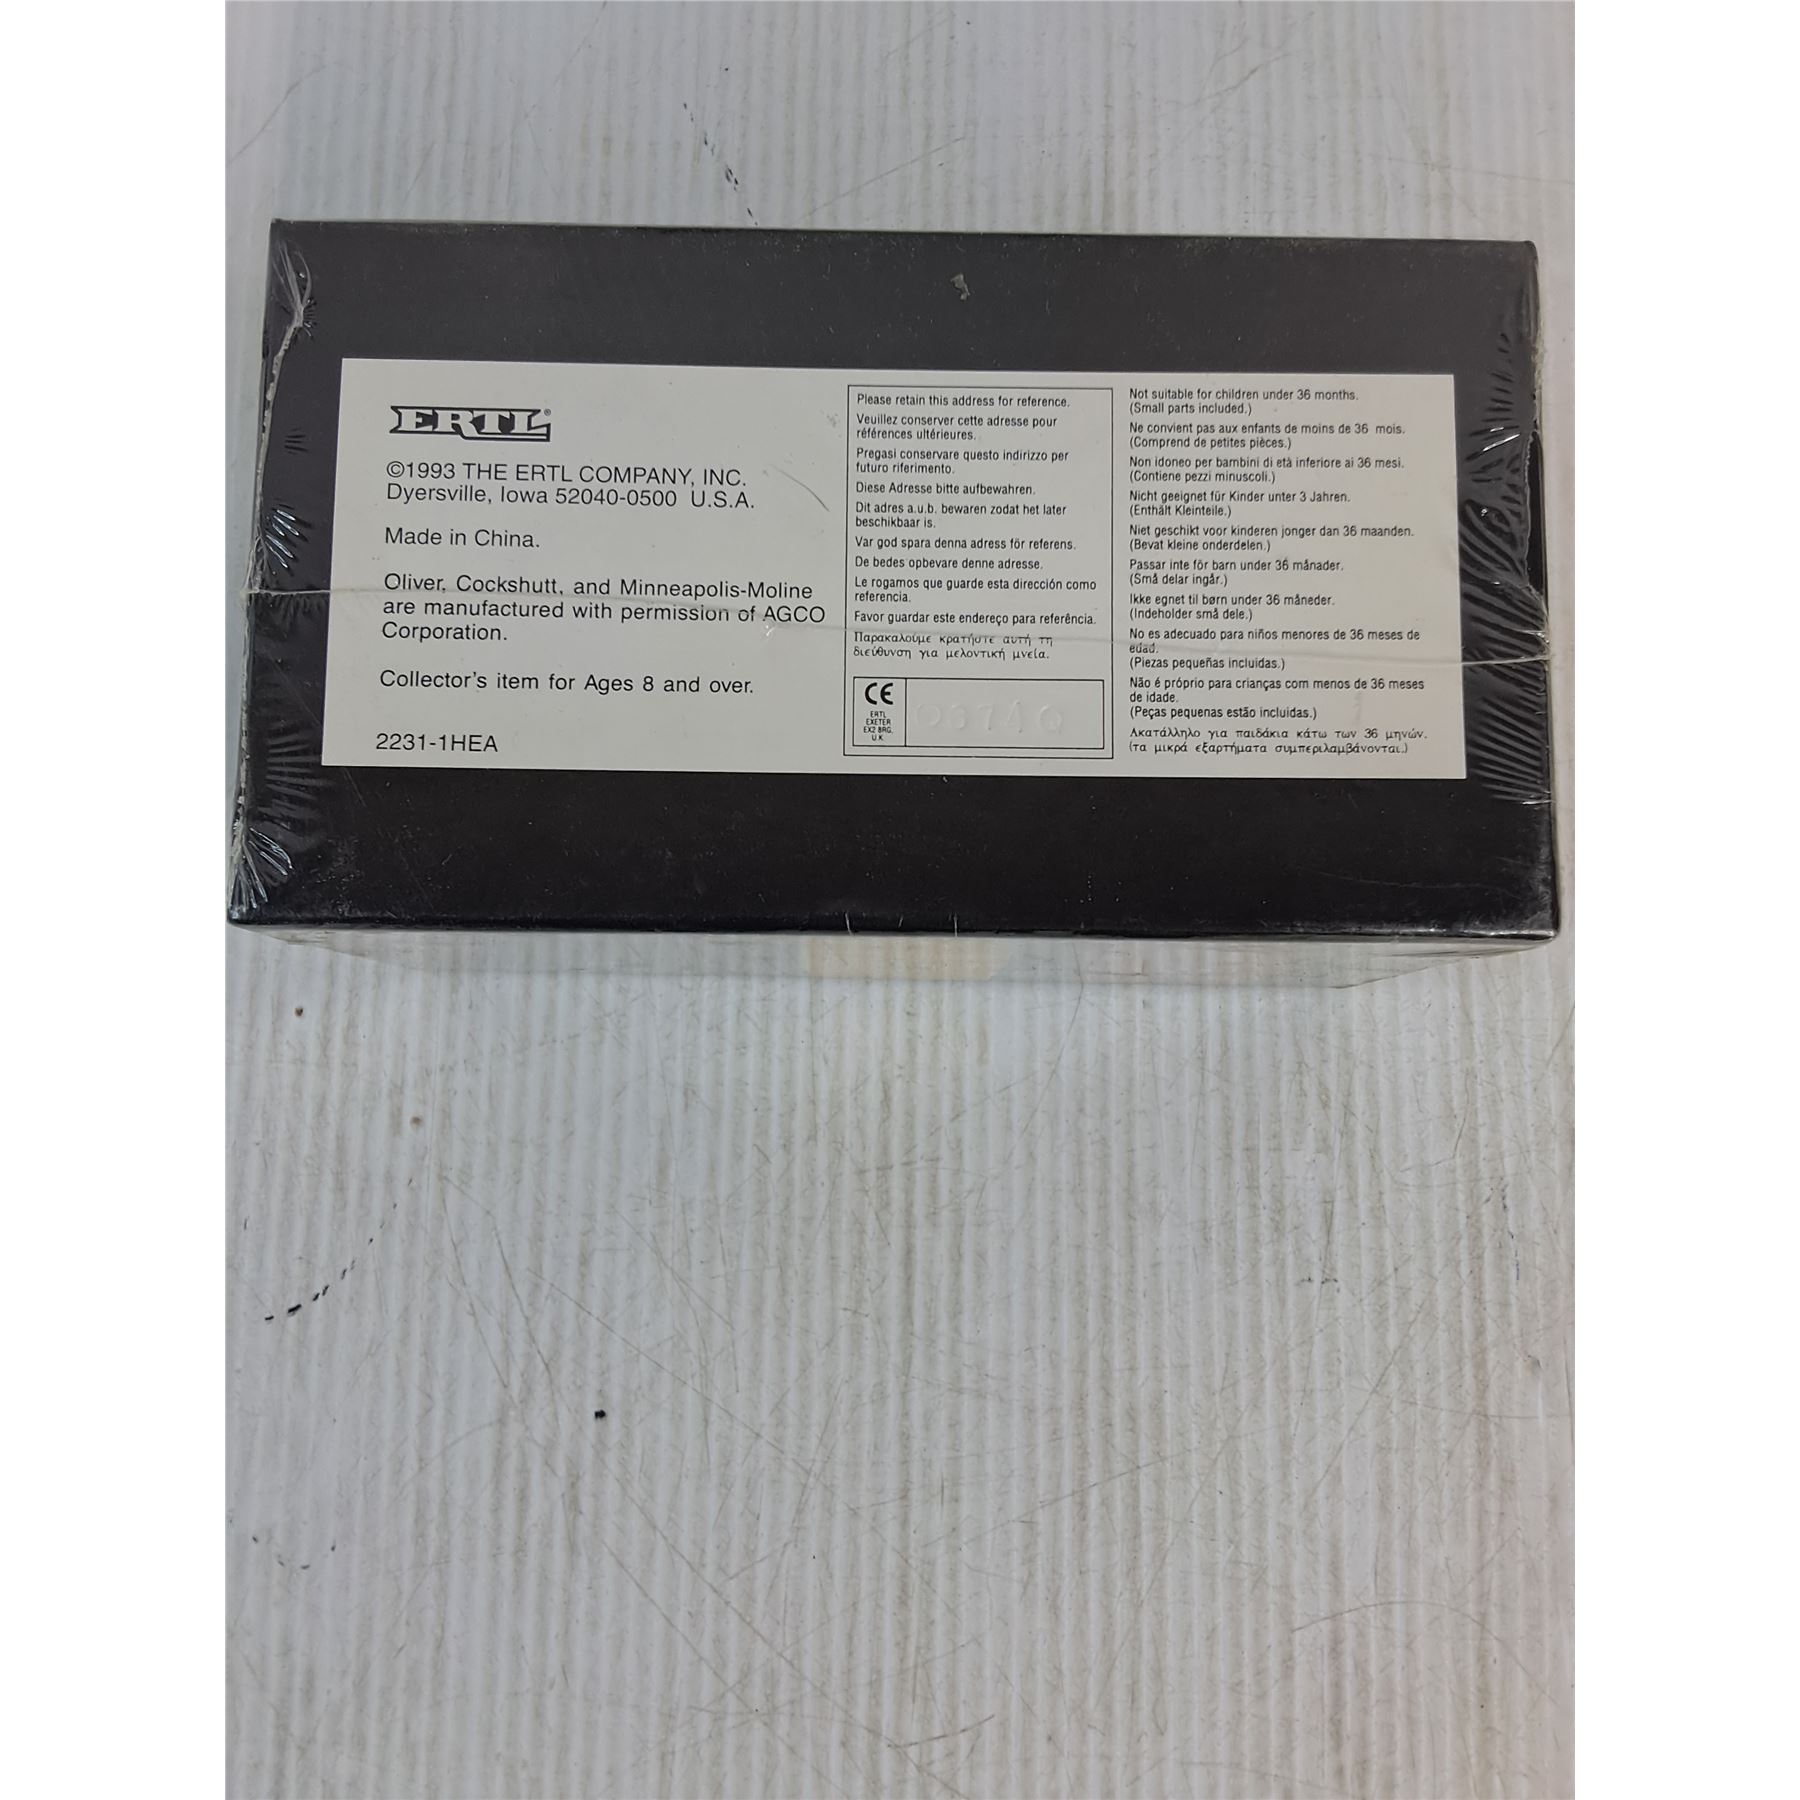 ERTL®
©1993 THE ERTL COMPANY, INC.
Dyersville, Iowa 52040-0500 U.S.A.
Made in China.
Oliver, Cockshutt, and Minneapolis-Moline
are manufactured with permission of AGCO
Corporation.
Collector's item for Ages 8 and over.
2231-1HEA
Please retain this address for reference.
Veuillez conserver cette adresse pour
références ultérieures.
Pregasi conservare questo indirizzo per
futuro riferimento.
Diese Adresse bitte aufbewahren.
Dit adres a.u.b. bewaren zodat het later
beschikbaar is.
Var god spara denna adress för referens.
De bedes opbevare denne adresse.
Le rogamos que guarde esta dirección como
referencia.
Favor guardar este endereço para referência.
Παρακαλούμε κρατήστε αυτή τη
διεύθυνση για μελοντική μνεία.
CE
ERTL
EXETER
EX2 8RG,
U.K.
Not suitable for children under 36 months.
(Small parts included.)
Ne convient pas aux enfants de moins de 36 mois.
(Comprend de petites pièces.)
Non idoneo per bambini di età inferiore ai 36 mesi.
(Contiene pezzi minuscoli.)
Nicht geeignet für Kinder unter 3 Jahren.
(Enthält Kleinteile.)
Niet geschikt voor kinderen jonger dan 36 maanden.
(Bevat kleine onderdelen.)
Passar inte för barn under 36 månader.
(Små delar ingår.)
Ikke egnet til børn under 36 måneder.
(Indeholder små dele.)
No es adecuado para niños menores de 36 meses de
edad.
(Piezas pequeñas incluidas.)
Não é próprio para crianças com menos de 36 meses
de idade.
(Peças pequenas estão incluidas.)
Ακατάλληλο για παιδάκια κάτω των 36 μηνών.
(τα μικρά εξαρτήματα συμπεριλαμβάνονται.)